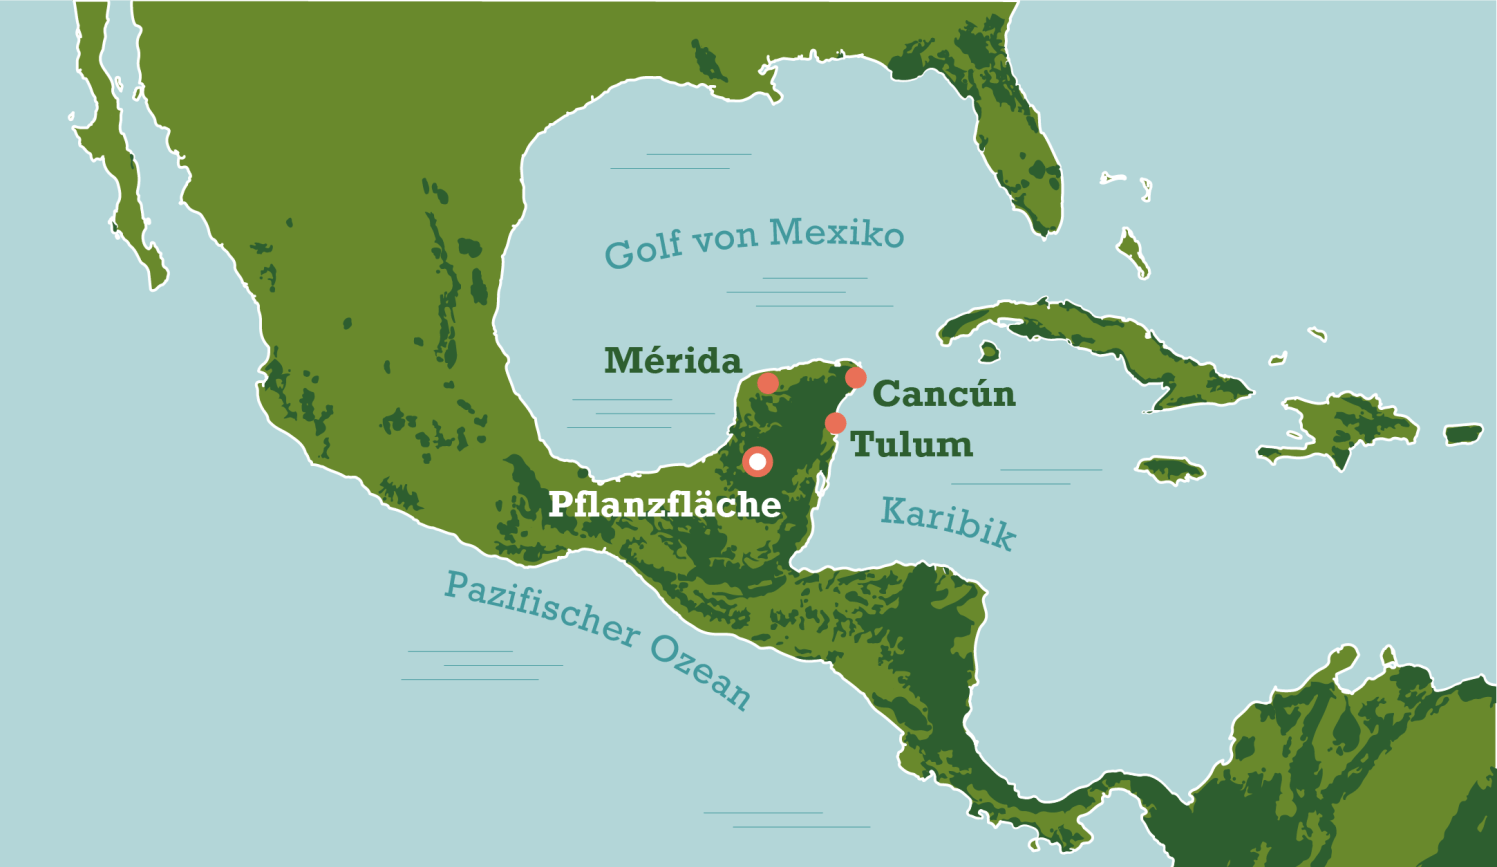 Golf von Mexiko
Mérida
Cancún
Tulum
Pflanzfläche
Karibik
Pazifischer Ozean